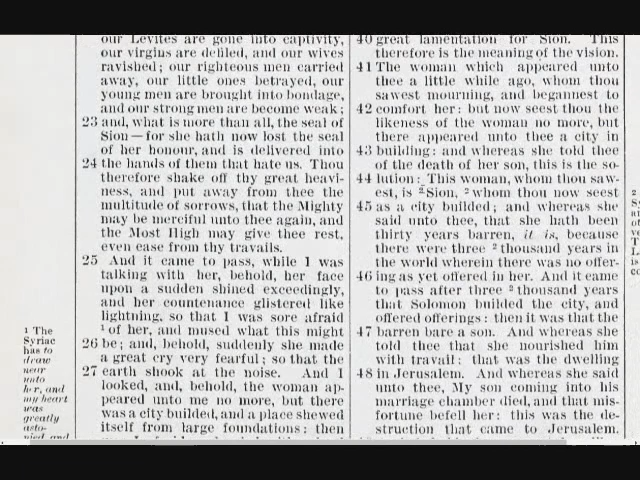 our Levites are gone into captivity,
our virgins are defiled, and our wives
ravished; our righteous men carried
away, our little ones betrayed, our
young men are brought into bondage,
and our strong men are become weak;
23 and, what is more than all, the seal of
Sion—for she hath now lost the seal
of her honour, and is delivered into
24 the hands of them that hate us. Thou
therefore shake off thy great heavi-
ness, and put away from thee the
multitude of sorrows, that the Mighty
may be merciful unto thee again, and
the Most High may give thee rest,
even ease from thy travails.
25 And it came to pass, while I was
talking with her, behold, her face
upon a sudden shined exceedingly,
and her countenance glistered like
lightning, so that I was sore afraid
1 of her, and mused what this might
26 be; and, behold, suddenly she made
a great cry very fearful; so that the
27 earth shook at the noise. And I
looked, and, behold, the woman ap-
peared unto me no more, but there
was a city builded, and a place shewed
itself from large foundations: then
1 The
Syriac
has to
draw
near
unto
her, and
my heart
was
greatly
asto-
nied, and
40 great lamentation for Sion. This
therefore is the meaning of the vision.
41 The woman which appeared unto
thee a little while ago, whom thou
sawest mourning, and begannest to
42 comfort her: but now seest thou the
likeness of the woman no more, but
there appeared unto thee a city in
43 building: and whereas she told thee
of the death of her son, this is the so-
44 lution: This woman, whom thou saw-
est, is 2 Sion, 2 whom thou now seest
45 as a city builded; and whereas she
said unto thee, that she hath been
thirty years barren, it is, because
there were three 2 thousand years in
the world wherein there was no offer-
46 ing as yet offered in her. And it came
to pass after three 2 thousand years
that Solomon builded the city, and
offered offerings: then it was that the
47 barren bare a son. And whereas she
told thee that she nourished him
with travail: that was the dwelling
48 in Jerusalem. And whereas she said
unto thee, My son coming into his
marriage chamber died, and that mis-
fortune befell her: this was the de-
struction that came to Jerusalem.
2